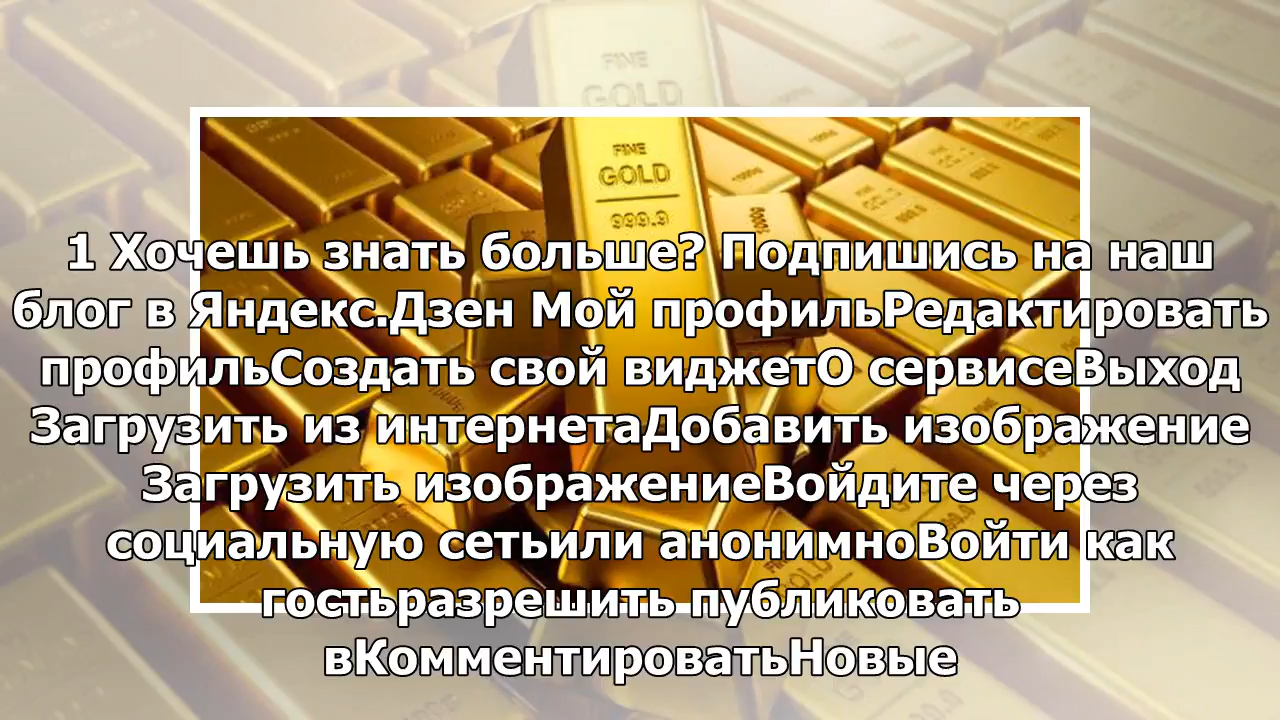 FINE
GOLD
FINE
GOLD
999.9
1 Хочешь знать больше? Подпишись на наш
блог в Яндекс.Дзен Мой профильРедактировать
профильСоздать свой виджетО сервисеВыход
Загрузить из интернетаДобавить изображение
Загрузить изображениеВойдите через
социальную сетьили анонимноВойти как
гостьразрешить публиковать
вКомментироватьНовые